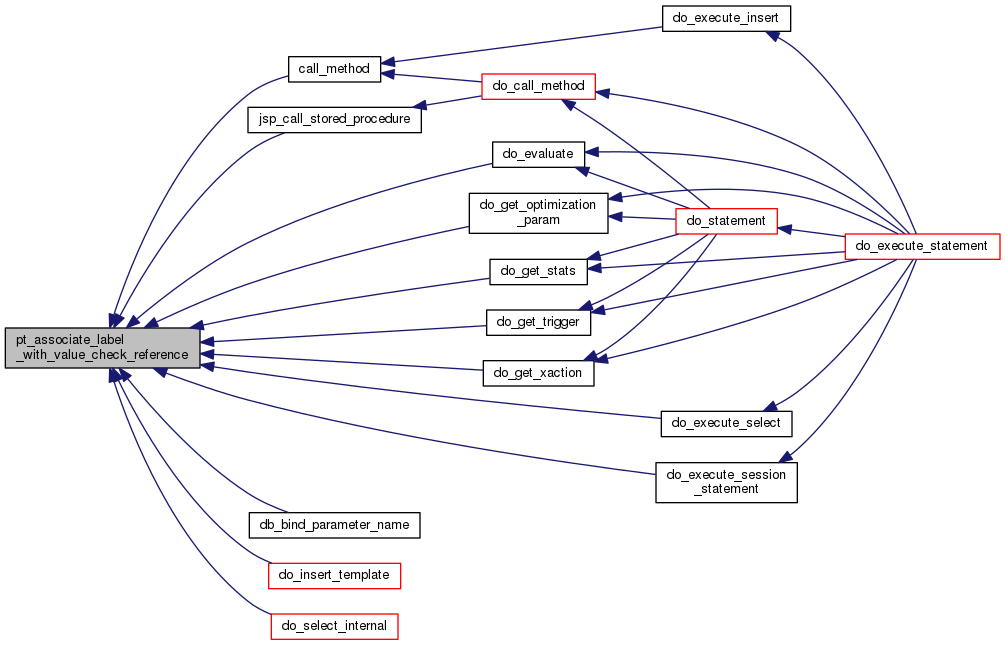 do_execute_insert
call_method
do_call_method
jsp_call_stored_procedure
do_evaluate
do_get_optimization
_param
do_statement
do_execute_statement
do_get_stats
do_get_trigger
pt_associate_label
_with_value_check_reference
do_get_xaction
do_execute_select
do_execute_session
_statement
db_bind_parameter_name
do_insert_template
do_select_internal